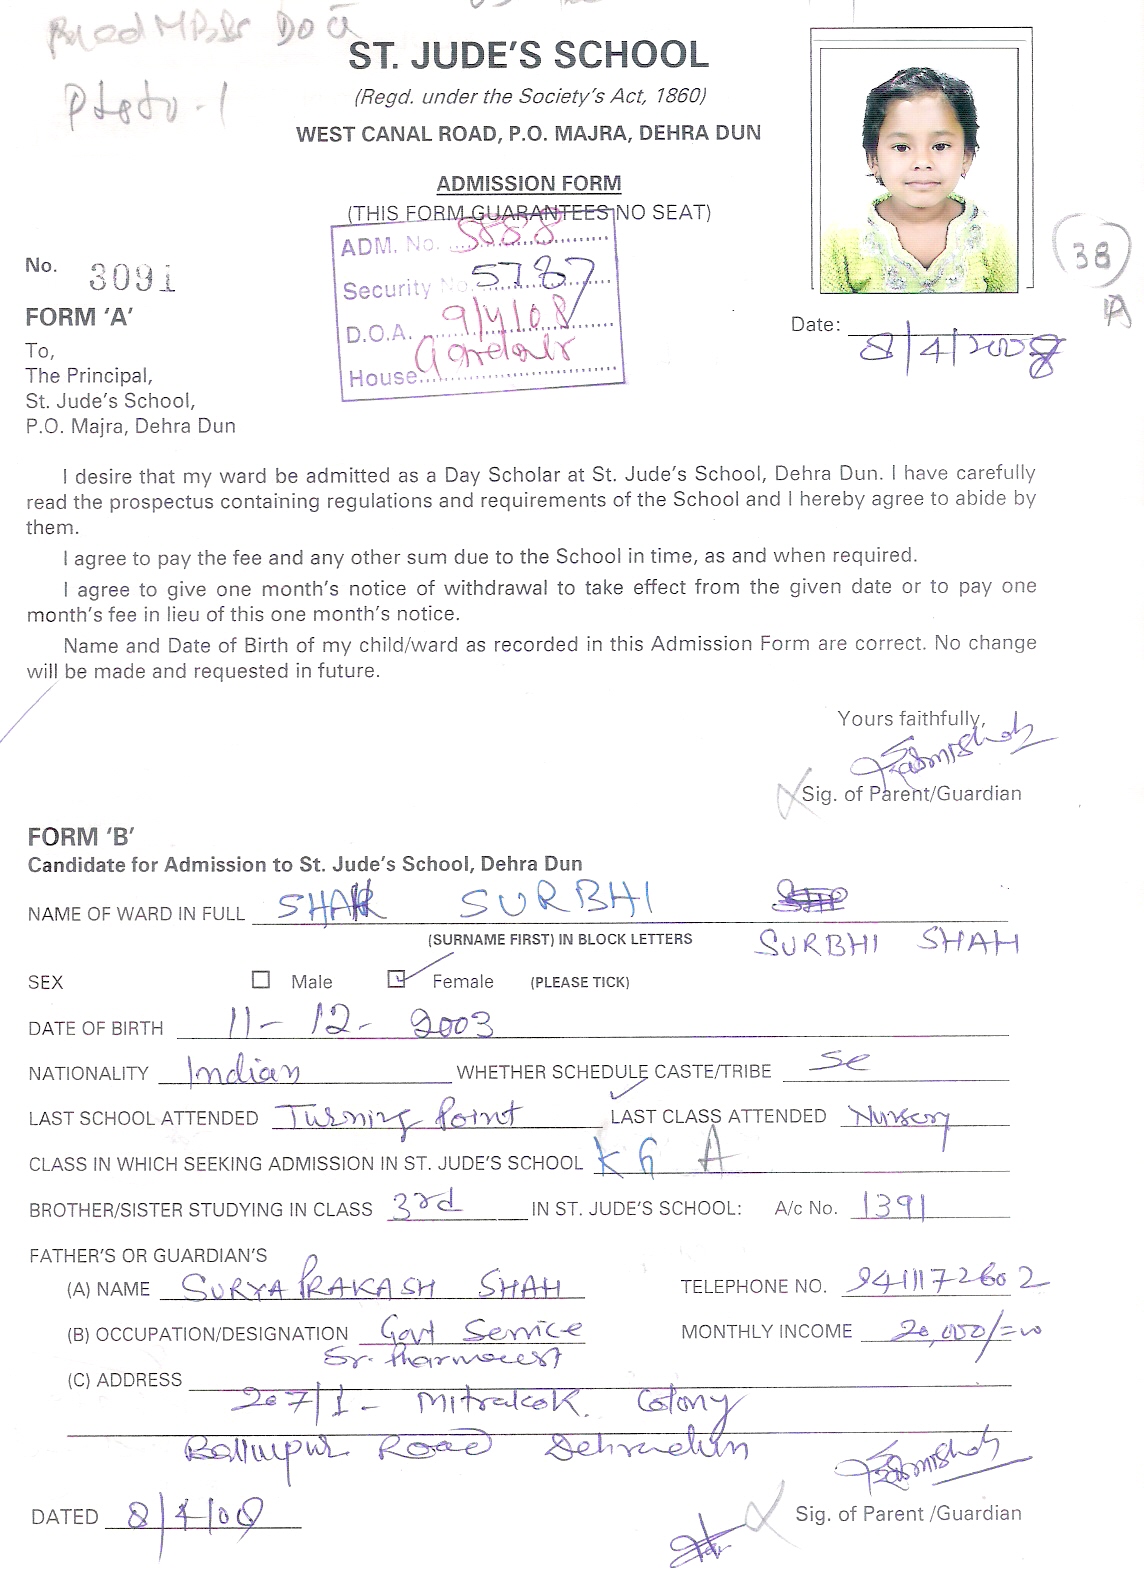 ST. JUDE'S SCHOOL
(Regd. under the Society's Act, 1860)
WEST CANAL ROAD, P.O. MAJRA, DEHRA DUN
ADMISSION FORM
(THIS FORM GUARANTEES NO SEAT)
ADM. No. 5888
Security No. 5787
D.O.A. 9/4/08
House
38
A
No. 3091
Date: 8/4/2008
FORM 'A'
To,
The Principal,
St. Jude's School,
P.O. Majra, Dehra Dun
I desire that my ward be admitted as a Day Scholar at St. Jude's School, Dehra Dun. I have carefully
read the prospectus containing regulations and requirements of the School and I hereby agree to abide by
them.
I agree to pay the fee and any other sum due to the School in time, as and when required.
I agree to give one month's notice of withdrawal to take effect from the given date or to pay one
month's fee in lieu of this one month's notice.
Name and Date of Birth of my child/ward as recorded in this Admission Form are correct. No change
will be made and requested in future.
Yours faithfully,
Sig. of Parent/Guardian
FORM 'B'
Candidate for Admission to St. Jude's School, Dehra Dun
NAME OF WARD IN FULL SHAH SURBHI
(SURNAME FIRST) IN BLOCK LETTERS SURBHI SHAH
SEX Male Female (PLEASE TICK)
DATE OF BIRTH 11-12-2003
NATIONALITY Indian WHETHER SCHEDULE CASTE/TRIBE SC
LAST SCHOOL ATTENDED Turning Point LAST CLASS ATTENDED Nursery
CLASS IN WHICH SEEKING ADMISSION IN ST. JUDE'S SCHOOL KG A
BROTHER/SISTER STUDYING IN CLASS 3rd IN ST. JUDE'S SCHOOL: A/c No. 1391
FATHER'S OR GUARDIAN'S
(A) NAME SURYA PRAKASH SHAH TELEPHONE NO. 9411172602
(B) OCCUPATION/DESIGNATION Govt Service MONTHLY INCOME 20,000/=
Sr. Pharmacist
(C) ADDRESS
207/1 - Mitralok Colony
Ballupur Road Dehradun
DATED 8/4/08 Sig. of Parent /Guardian